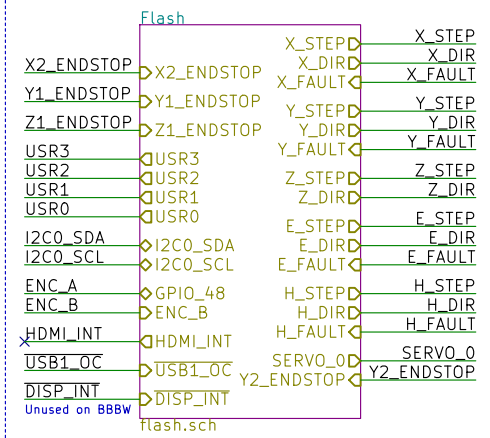 Flash
X2_ENDSTOP X2_ENDSTOP
Y1_ENDSTOP Y1_ENDSTOP
Z1_ENDSTOP Z1_ENDSTOP
USR3 USR3
USR2 USR2
USR1 USR1
USR0 USR0
I2C0_SDA I2C0_SDA
I2C0_SCL I2C0_SCL
ENC_A GPIO_48
ENC_B ENC_B
HDMI_INT HDMI_INT
USB1_OC USB1_OC
DISP_INT DISP_INT
Unused on BBBW
X_STEP X_STEP
X_DIR X_DIR
X_FAULT X_FAULT
Y_STEP Y_STEP
Y_DIR Y_DIR
Y_FAULT Y_FAULT
Z_STEP Z_STEP
Z_DIR Z_DIR
E_STEP E_STEP
E_DIR E_DIR
E_FAULT E_FAULT
H_STEP H_STEP
H_DIR H_DIR
H_FAULT H_FAULT
SERVO_0 SERVO_0
Y2_ENDSTOP Y2_ENDSTOP
flash.sch